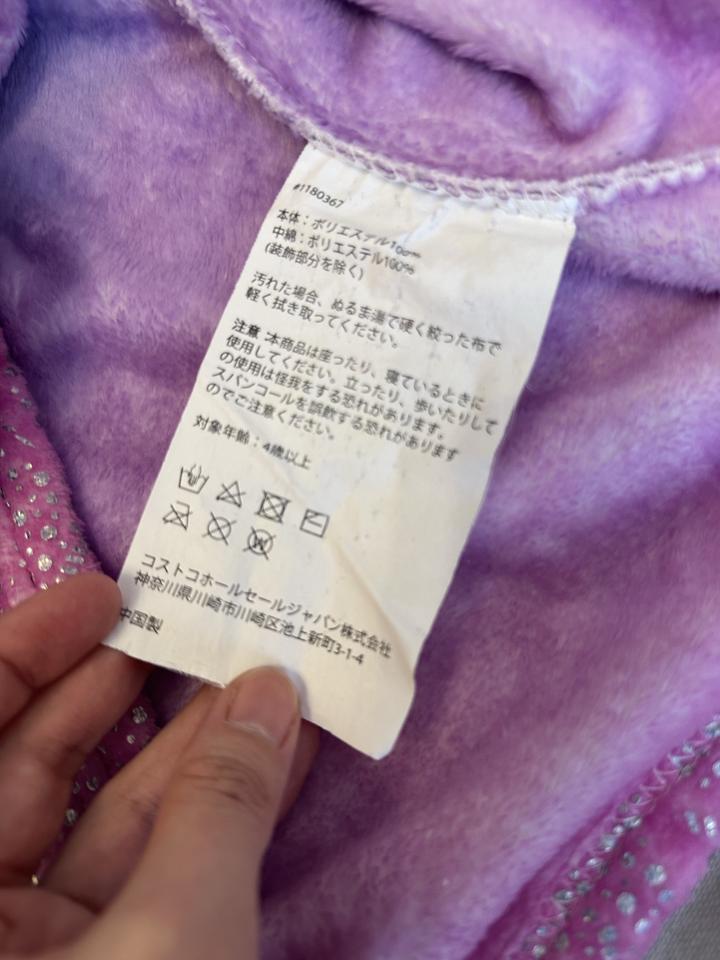 #1180367
本体：ポリエステル100%
中綿：ポリエステル100%
(装飾部分を除く)
汚れた場合、ぬるま湯で硬く絞った布で
軽く拭き取ってください。
注意 :本商品は座ったり、寝ているときに
使用してください。立ったり、歩いたりして
の使用は怪我をする恐れがあります。
スパンコールを誤飲する恐れがあります
のでご注意ください。
対象年齢：4歳以上
コストコホールセールジャパン株式会社
神奈川県川崎市川崎区池上新町3-1-4
中国製